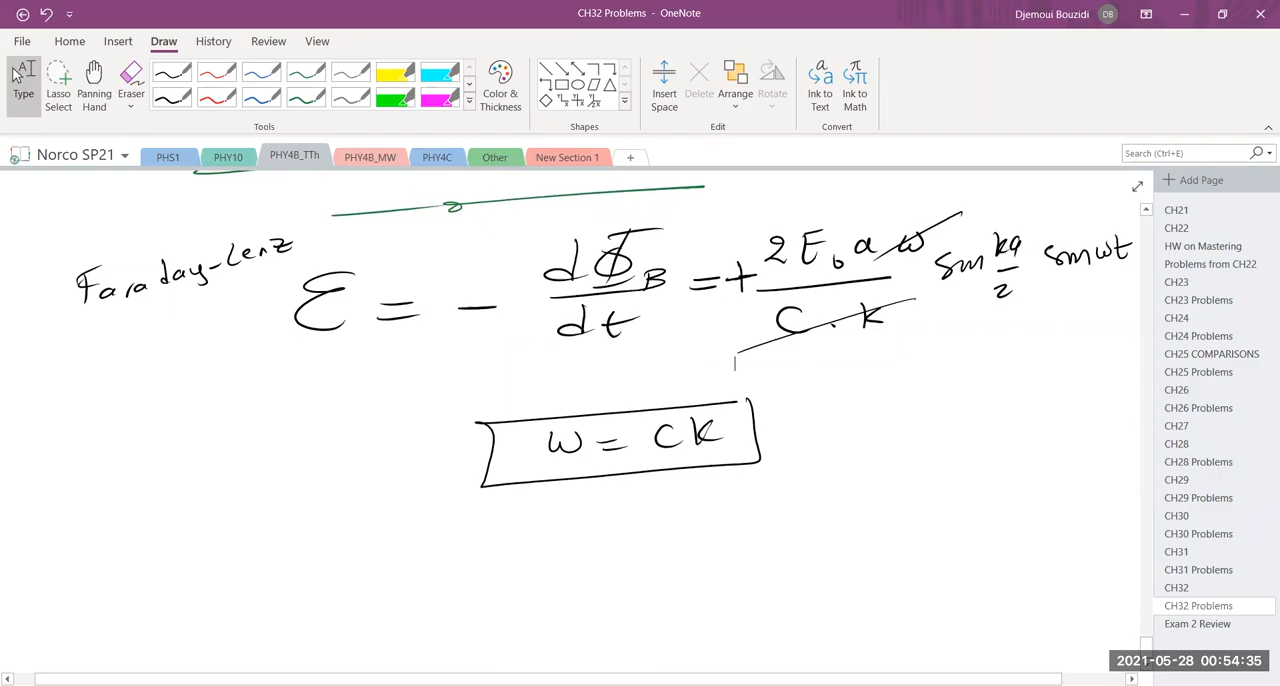 CH32 Problems - OneNote
Djemoui Bouzidi DB
File Home Insert Draw History Review View
Type
Lasso Select
Panning Hand
Eraser
Color & Thickness
Insert Space
Delete
Arrange
Rotate
Ink to Text
Ink to Math
Tools
Shapes
Edit
Convert
Norco SP21
PHS1 PHY10 PHY4B_TTh PHY4B_MW PHY4C Other New Section 1 +
Search (Ctrl+E)
Add Page
CH21
CH22
HW on Mastering
Problems from CH22
CH23
CH23 Problems
CH24
CH24 Problems
CH25 COMPARISONS
CH25 Problems
CH26
CH26 Problems
CH27
CH28
CH28 Problems
CH29
CH29 Problems
CH30
CH30 Problems
CH31
CH31 Problems
CH32
CH32 Problems
Exam 2 Review
Faraday-Lenz
ℰ = - dΦ_B/dt = + 2E₀aω/(C·k) sin ka/2 sin ωt
ω = Ck
2021-05-28 00:54:35